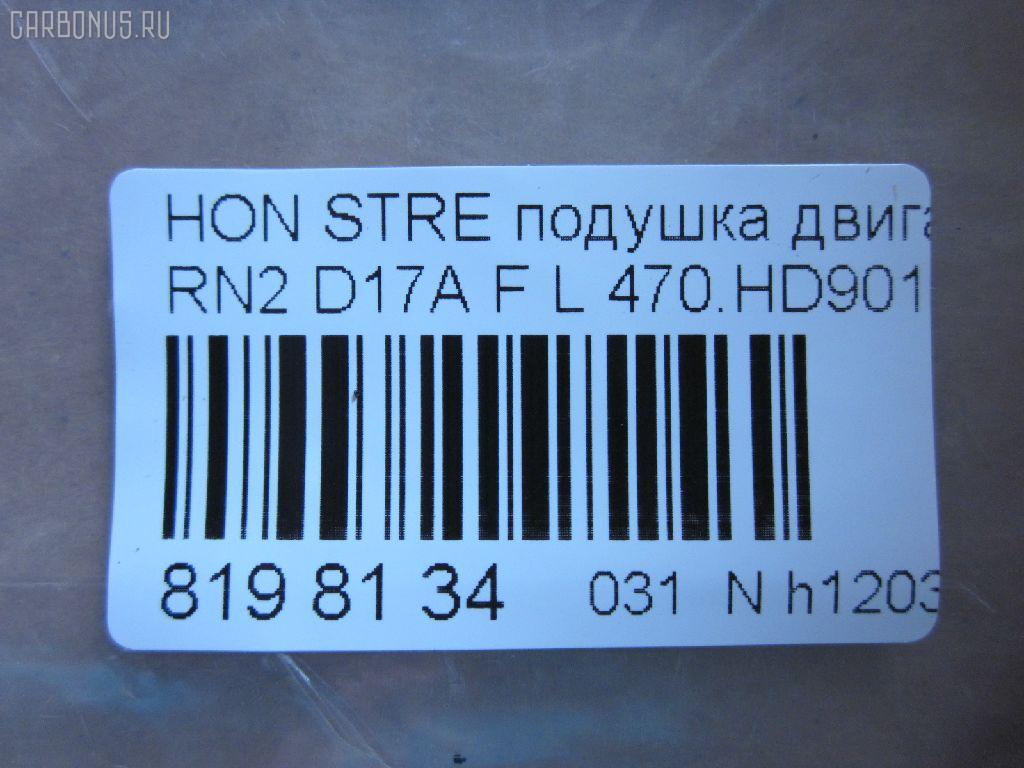 CARBONUS.RU
HON STRE подушка двига
RN2 D17A F L 470.HD901
819 81 34 031 N h1203